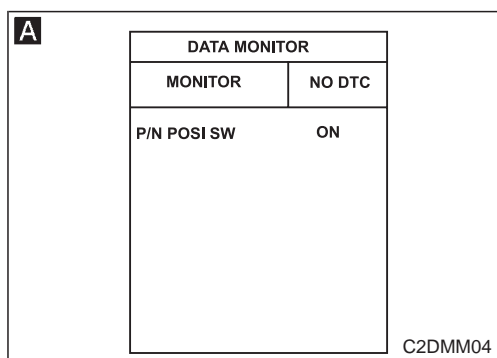 A
DATA MONITOR
MONITOR NO DTC
P/N POSI SW ON
C2DMM04